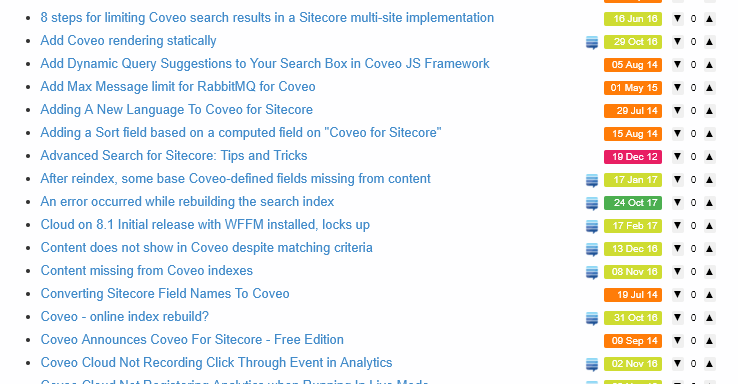 8 steps for limiting Coveo search results in a Sitecore multi-site implementation 16 Jun 16 ▼ 0 ▲
Add Coveo rendering statically 29 Oct 16 ▼ 0 ▲
Add Dynamic Query Suggestions to Your Search Box in Coveo JS Framework 05 Aug 14 ▼ 0 ▲
Add Max Message limit for RabbitMQ for Coveo 01 May 15 ▼ 0 ▲
Adding A New Language To Coveo for Sitecore 29 Jul 14 ▼ 0 ▲
Adding a Sort field based on a computed field on "Coveo for Sitecore" 15 Aug 14 ▼ 0 ▲
Advanced Search for Sitecore: Tips and Tricks 19 Dec 12 ▼ 0 ▲
After reindex, some base Coveo-defined fields missing from content 17 Jan 17 ▼ 0 ▲
An error occurred while rebuilding the search index 24 Oct 17 ▼ 0 ▲
Cloud on 8.1 Initial release with WFFM installed, locks up 17 Feb 17 ▼ 0 ▲
Content does not show in Coveo despite matching criteria 13 Dec 16 ▼ 0 ▲
Content missing from Coveo indexes 08 Nov 16 ▼ 0 ▲
Converting Sitecore Field Names To Coveo 19 Jul 14 ▼ 0 ▲
Coveo - online index rebuild? 31 Oct 16 ▼ 0 ▲
Coveo Announces Coveo For Sitecore - Free Edition 09 Sep 14 ▼ 0 ▲
Coveo Cloud Not Recording Click Through Event in Analytics 02 Nov 16 ▼ 0 ▲
Coveo Cloud Not Registering Analytics when Running In Live Mode